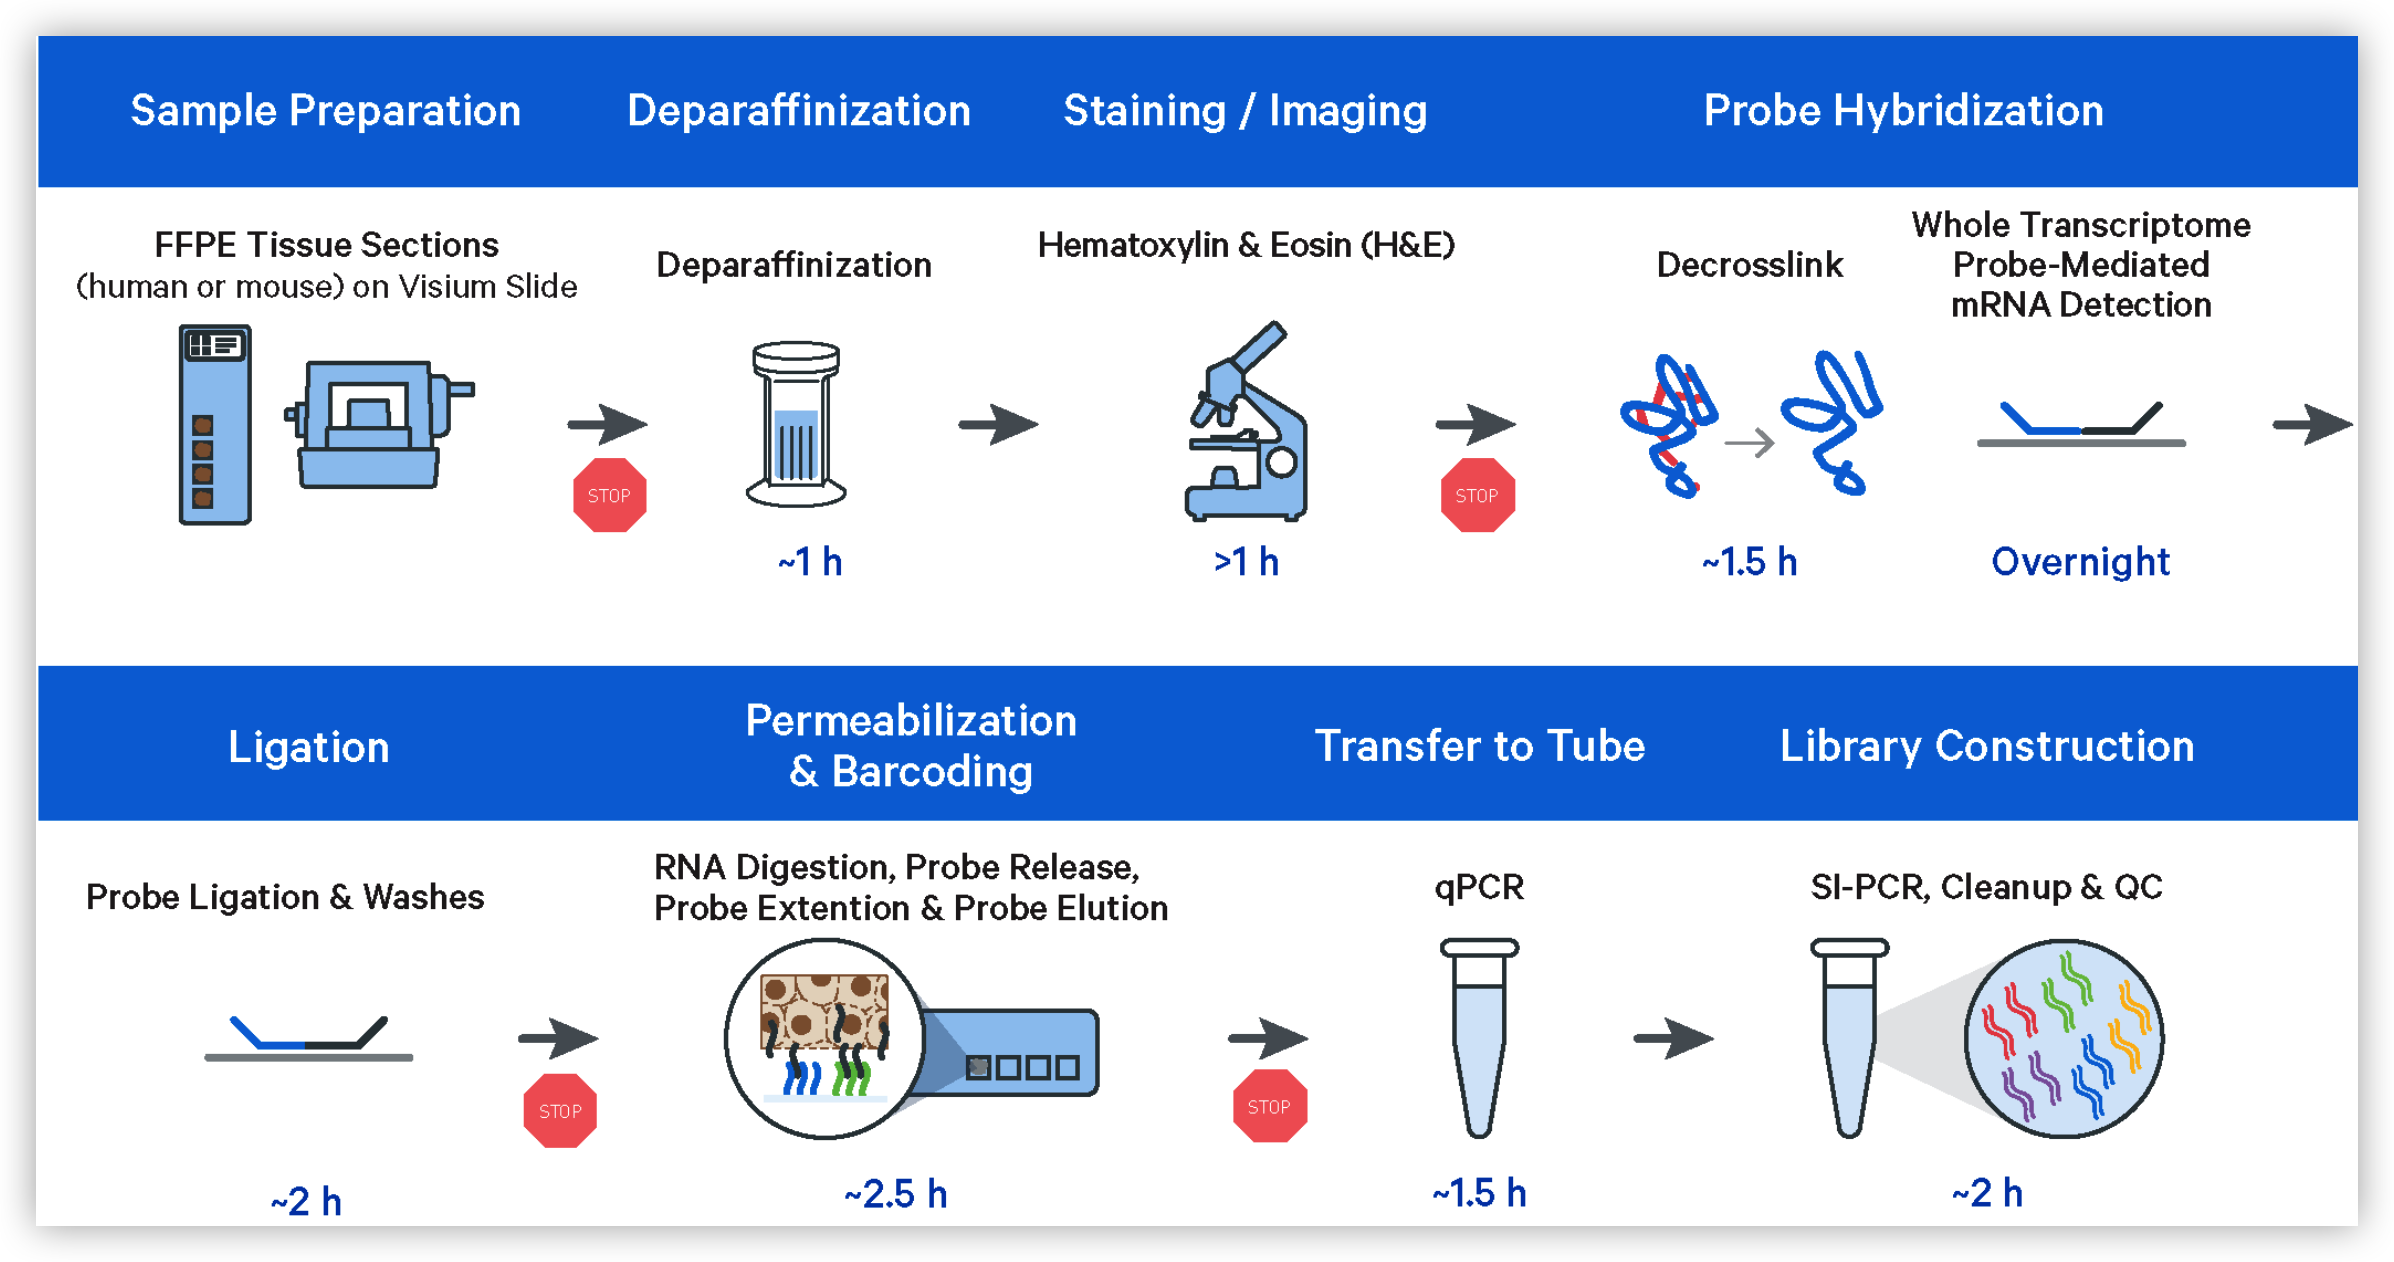 Sample Preparation
Deparaffinization
Staining / Imaging
Probe Hybridization
FFPE Tissue Sections
(human or mouse) on Visium Slide
Deparaffinization
Hematoxylin & Eosin (H&E)
Decrosslink
Whole Transcriptome
Probe-Mediated
mRNA Detection
STOP
STOP
~1 h
>1 h
~1.5 h
Overnight
Ligation
Permeabilization
& Barcoding
Transfer to Tube
Library Construction
Probe Ligation & Washes
RNA Digestion, Probe Release,
Probe Extention & Probe Elution
qPCR
SI-PCR, Cleanup & QC
STOP
STOP
~2 h
~2.5 h
~1.5 h
~2 h